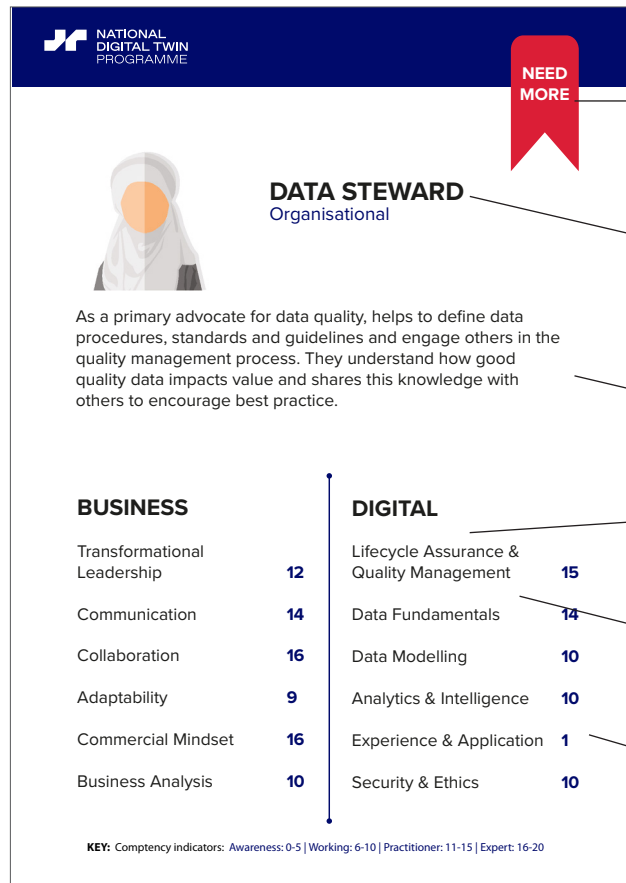 NATIONAL
DIGITAL TWIN
PROGRAMME
NEED
MORE
DATA STEWARD
Organisational
As a primary advocate for data quality, helps to define data
procedures, standards and guidelines and engage others in the
quality management process. They understand how good
quality data impacts value and shares this knowledge with
others to encourage best practice.
BUSINESS
Transformational
Leadership 12
Communication 14
Collaboration 16
Adaptability 9
Commercial Mindset 16
Business Analysis 10
DIGITAL
Lifecycle Assurance &
Quality Management 15
Data Fundamentals 14
Data Modelling 10
Analytics & Intelligence 10
Experience & Application 1
Security & Ethics 10
KEY: Comptency indicators: Awareness: 0-5 | Working: 6-10 | Practitioner: 11-15 | Expert: 16-20